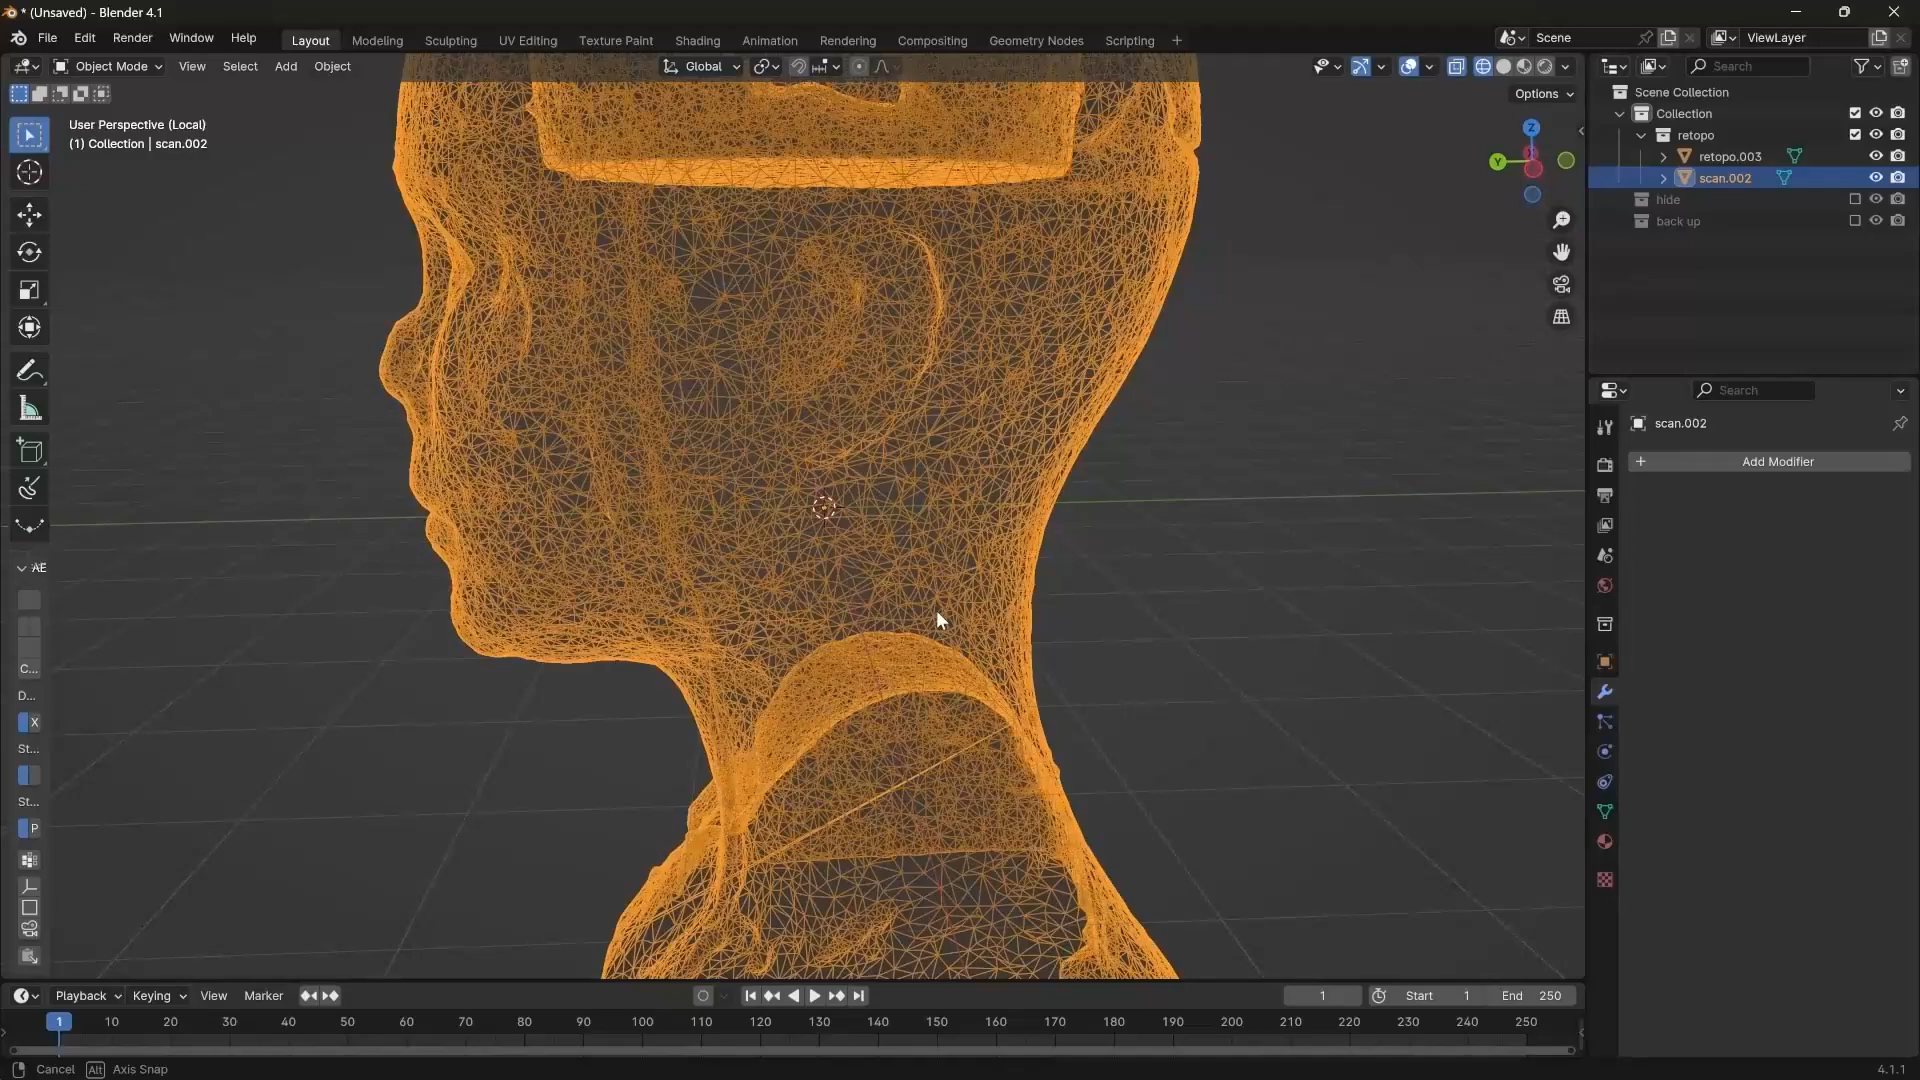 * (Unsaved) - Blender 4.1
File Edit Render Window Help Layout Modeling Sculpting UV Editing Texture Paint Shading Animation Rendering Compositing Geometry Nodes Scripting + Scene ViewLayer
Object Mode View Select Add Object Global Search
Options
User Perspective (Local)
(1) Collection | scan.002
Scene Collection
Collection
retopo
retopo.003
scan.002
hide
back up
Z
Y
Search
scan.002
+ Add Modifier
AE
C...
D...
X
St...
St...
P
Playback Keying View Marker 1 Start 1 End 250
1 10 20 30 40 50 60 70 80 90 100 110 120 130 140 150 160 170 180 190 200 210 220 230 240 250
Cancel Alt Axis Snap 4.1.1